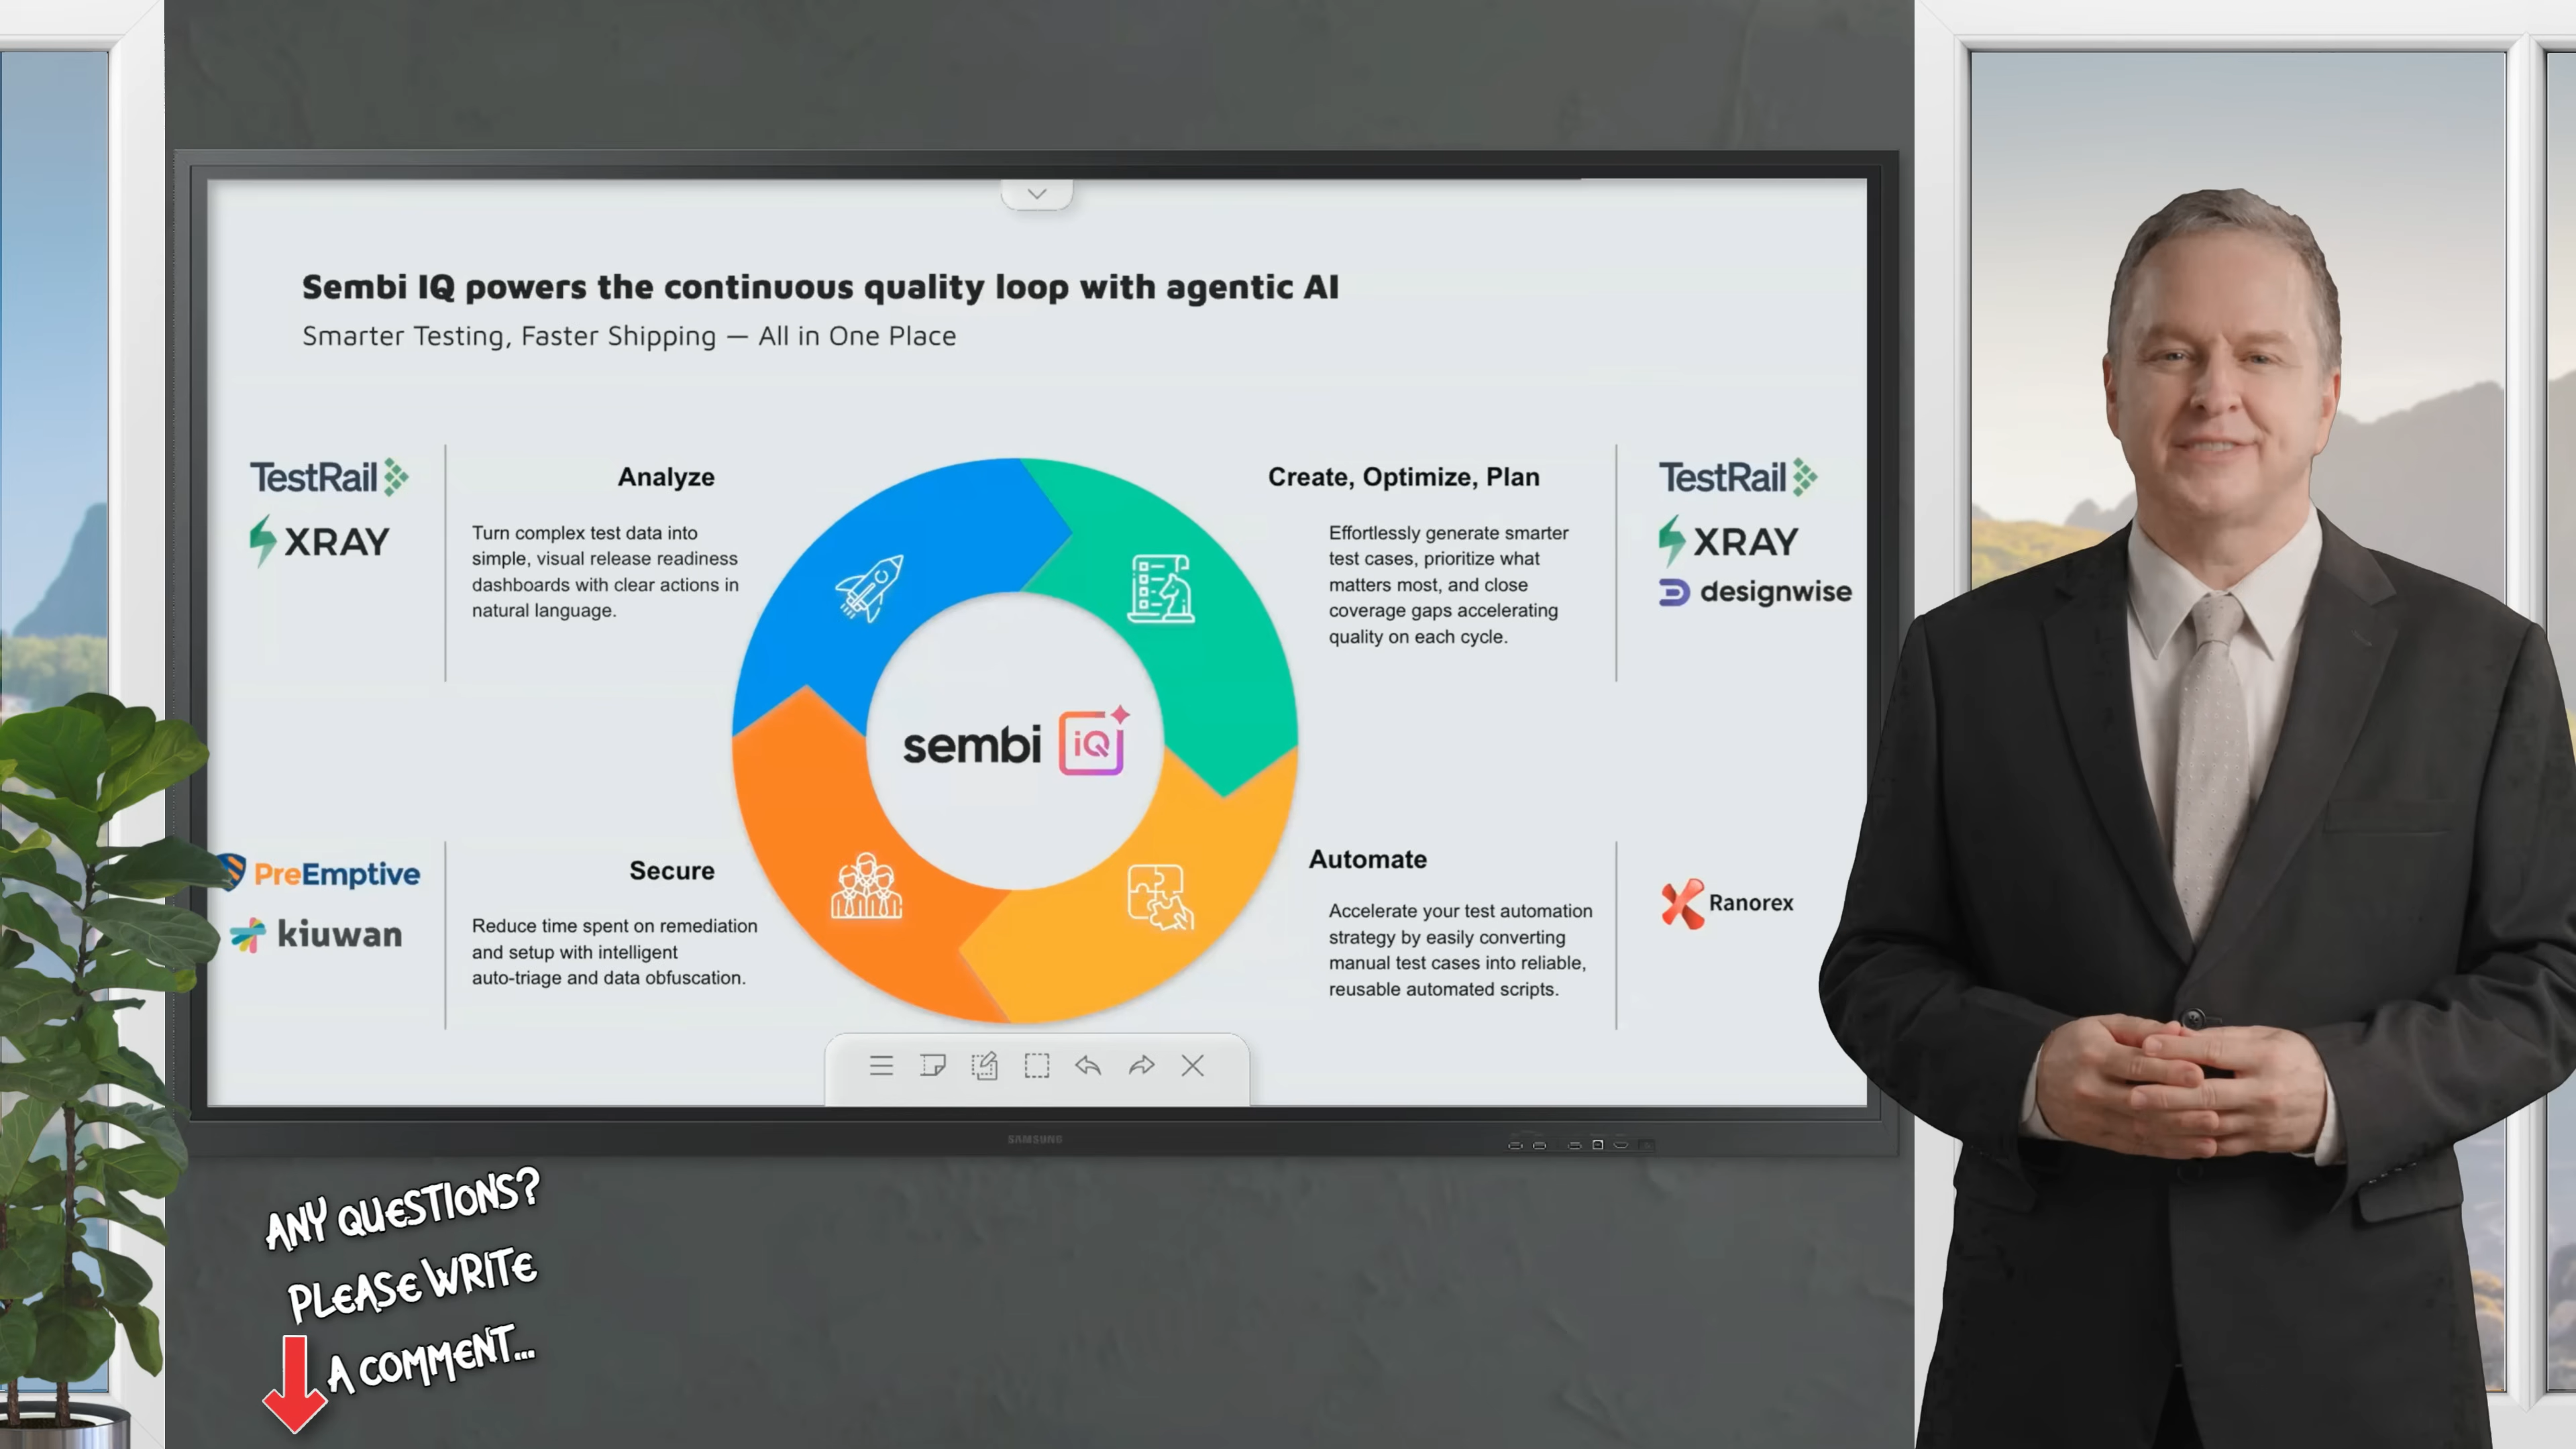 Sembi IQ powers the continuous quality loop with agentic AI
Smarter Testing, Faster Shipping — All in One Place
TestRail
XRAY
Analyze
Turn complex test data into
simple, visual release readiness
dashboards with clear actions in
natural language.
Create, Optimize, Plan
Effortlessly generate smarter
test cases, prioritize what
matters most, and close
coverage gaps accelerating
quality on each cycle.
TestRail
XRAY
designwise
sembi iQ
PreEmptive
kiuwan
Secure
Reduce time spent on remediation
and setup with intelligent
auto-triage and data obfuscation.
Automate
Accelerate your test automation
strategy by easily converting
manual test cases into reliable,
reusable automated scripts.
Ranorex
SAMSUNG
ANY QUESTIONS?
PLEASE WRITE
A COMMENT...